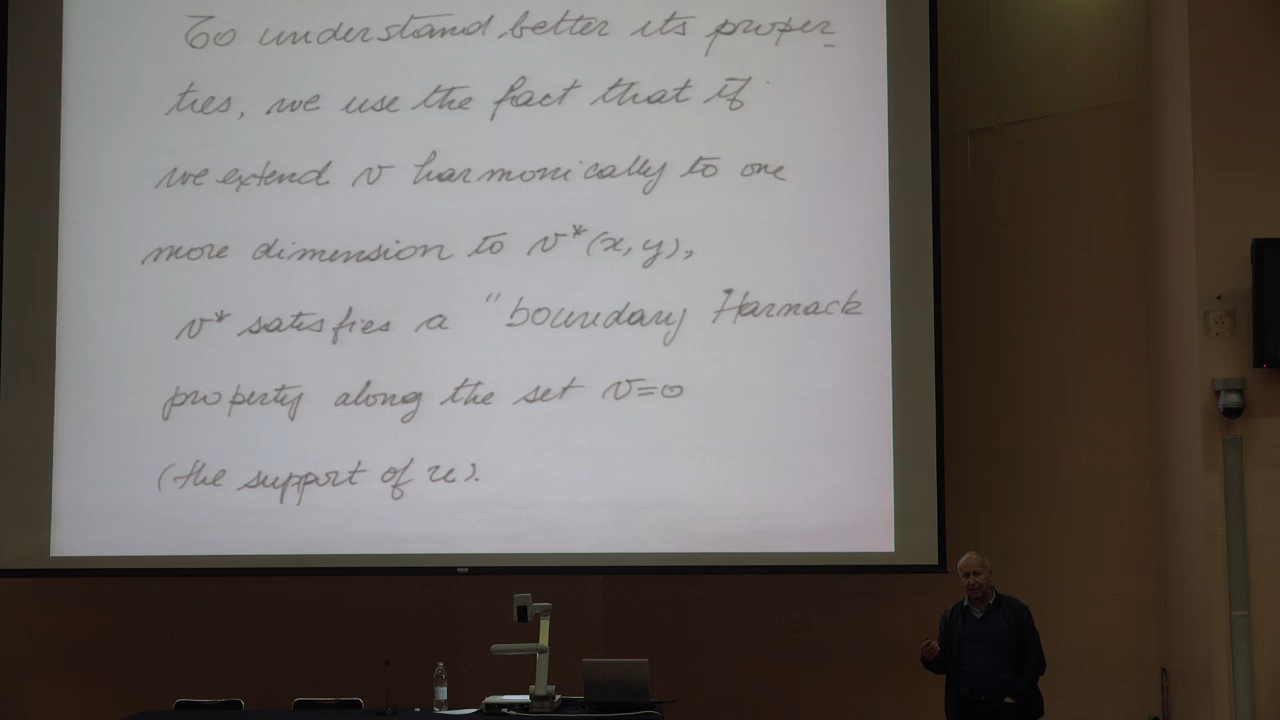 To understand better its proper-
ties, we use the fact that if
we extend v harmonically to one
more dimension to v*(x, y),
v* satisfies a "boundary Harnack
property along the set v=0
(the support of u).